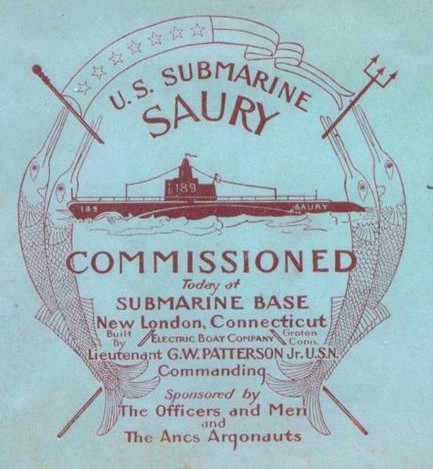 U.S. SUBMARINE
SAURY
189
189 SAURY
COMMISSIONED
Today at
SUBMARINE BASE
New London, Connecticut
Built By ELECTRIC BOAT COMPANY Groton Conn.
Lieutenant G.W. PATTERSON Jr. U.S.N.
Commanding
Sponsored by
The Officers and Men
and
The Ancs Argonauts